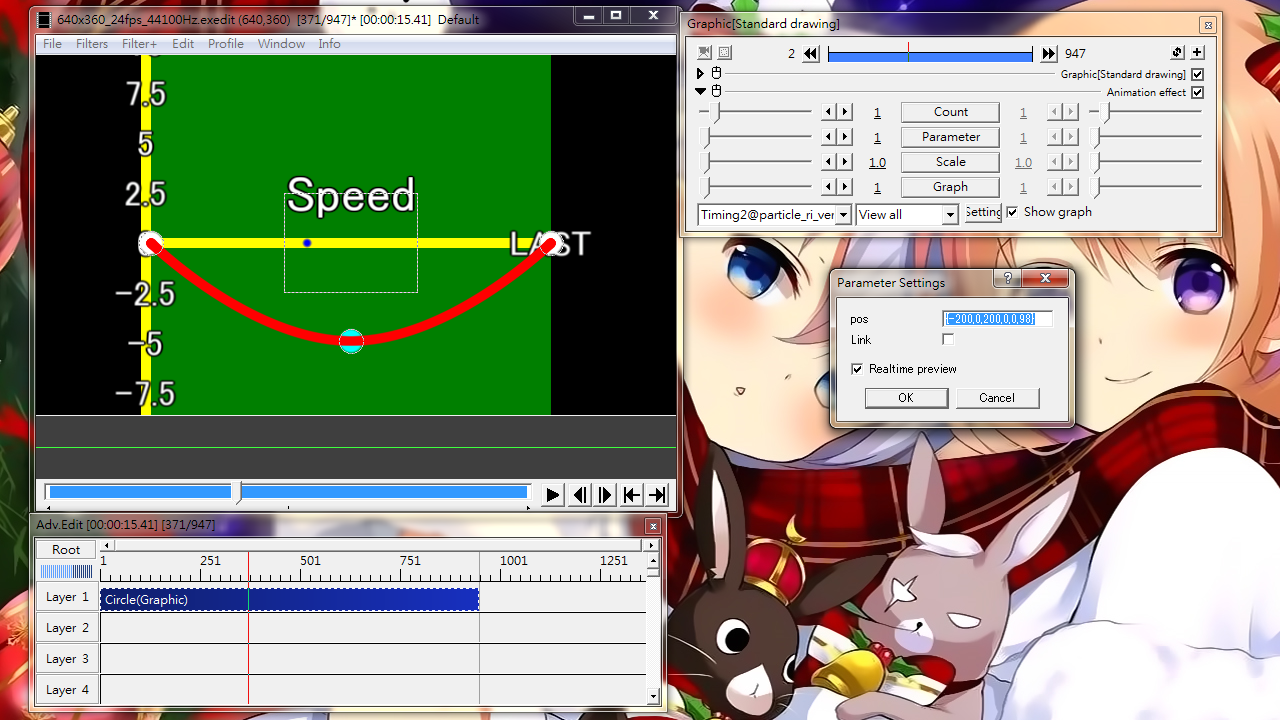 640x360_24fps_44100Hz.exedit (640,360) [371/947]* [00:00:15.41] Default
File Filters Filter+ Edit Profile Window Info
7.5
5
2.5
Speed
LAST
-2.5
-5
-7.5
Graphic[Standard drawing]
2 947
Graphic[Standard drawing]
Animation effect
1 Count 1
1 Parameter 1
1.0 Scale 1.0
1 Graph 1
Timing2@particle_ri_ver View all Setting Show graph
Parameter Settings
pos {-200,0,200,0,0,98}
Link
Realtime preview
OK Cancel
Adv.Edit [00:00:15.41] [371/947]
Root 1 251 501 751 1001 1251
Layer 1 Circle(Graphic)
Layer 2
Layer 3
Layer 4